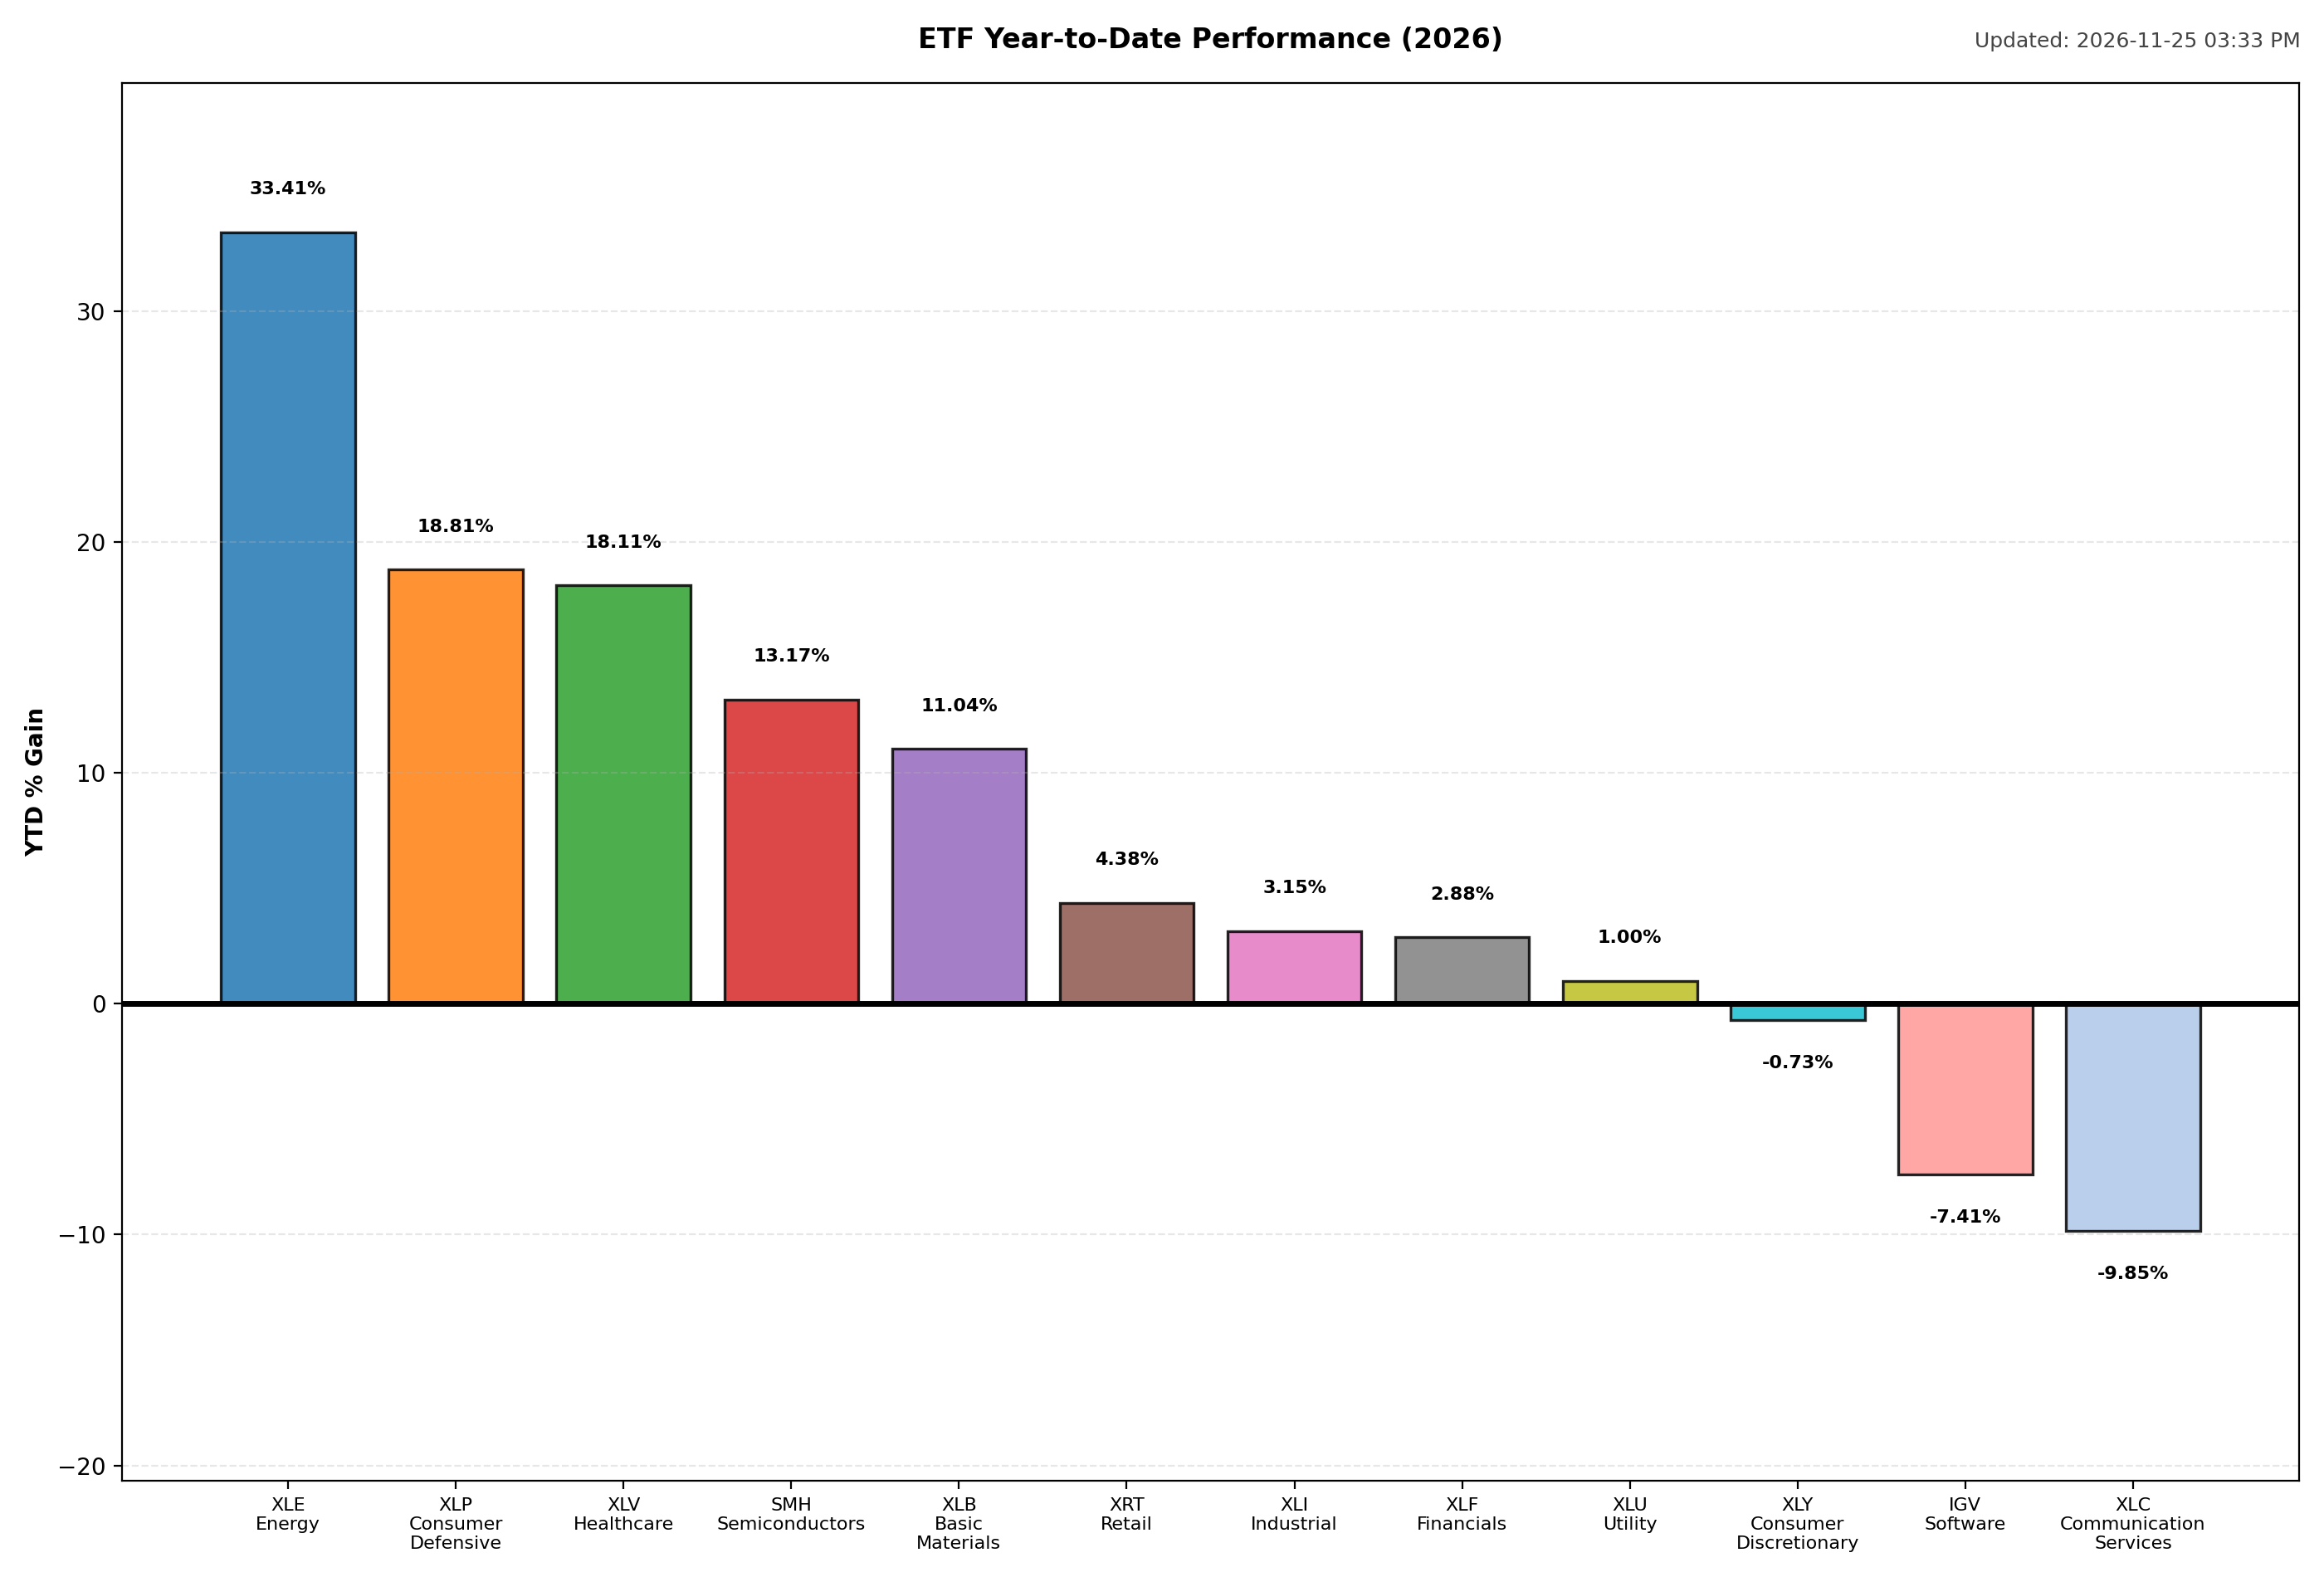 ETF Year-to-Date Performance (2026)
Updated: 2026-11-25 03:33 PM
YTD % Gain
30
20
10
0
−10
−20
33.41%
18.81%
18.11%
13.17%
11.04%
4.38%
3.15%
2.88%
1.00%
-0.73%
-7.41%
-9.85%
XLE
Energy
XLP
Consumer
Defensive
XLV
Healthcare
SMH
Semiconductors
XLB
Basic
Materials
XRT
Retail
XLI
Industrial
XLF
Financials
XLU
Utility
XLY
Consumer
Discretionary
IGV
Software
XLC
Communication
Services